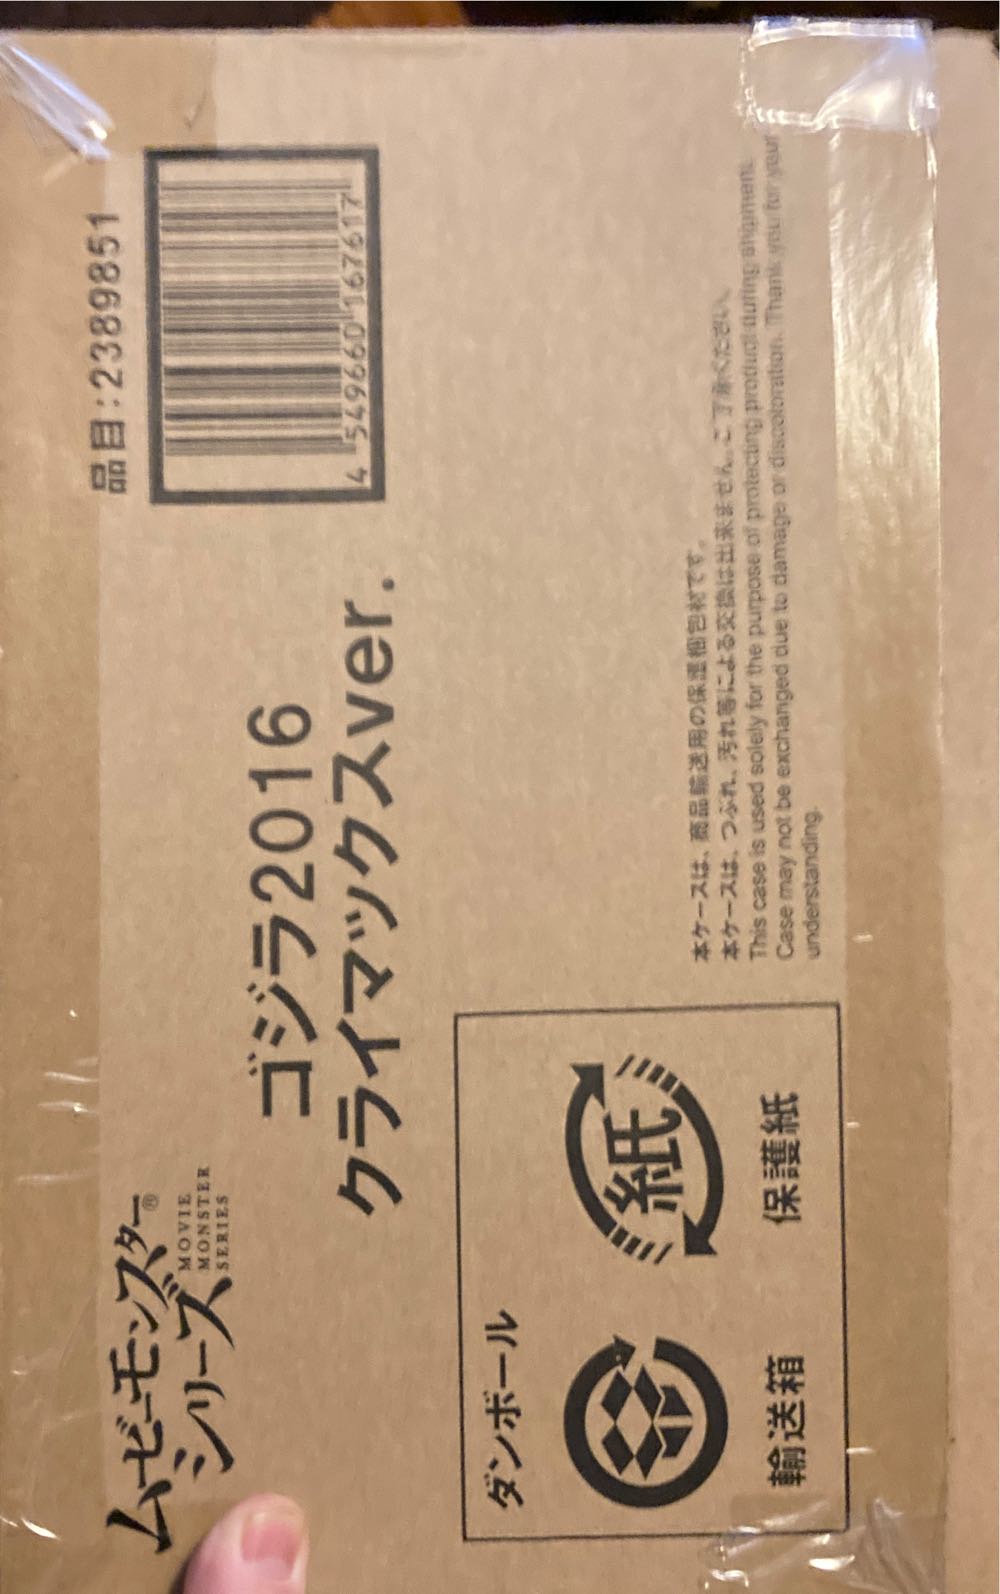 ムービーモンスター®
シリーズ
MOVIE
MONSTER
SERIES
ゴジラ2016
クライマックスver.
品目:2389851
4 549660 167617
ダンボール
輸送箱
紙
保護紙
本ケースは、商品輸送用の保護梱包材です。
本ケースは、つぶれ、汚れ等による交換は出来ません。ご了承ください。
This case is used solely for the purpose of protecting product during shipment.
Case may not be exchanged due to damage or discoloration. Thank you for your
understanding.